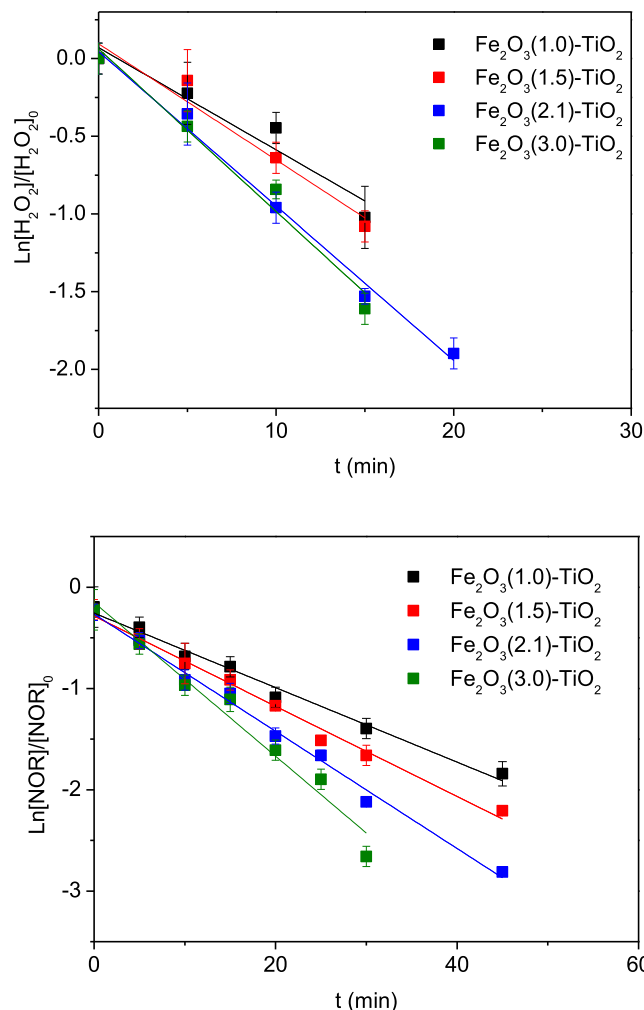 Ln[H₂O₂]/[H₂O₂]₀
0.0
-0.5
-1.0
-1.5
-2.0
0 10 20 30
t (min)
Fe₂O₃(1.0)-TiO₂
Fe₂O₃(1.5)-TiO₂
Fe₂O₃(2.1)-TiO₂
Fe₂O₃(3.0)-TiO₂
Ln[NOR]/[NOR]₀
0
-1
-2
-3
0 20 40 60
t (min)
Fe₂O₃(1.0)-TiO₂
Fe₂O₃(1.5)-TiO₂
Fe₂O₃(2.1)-TiO₂
Fe₂O₃(3.0)-TiO₂